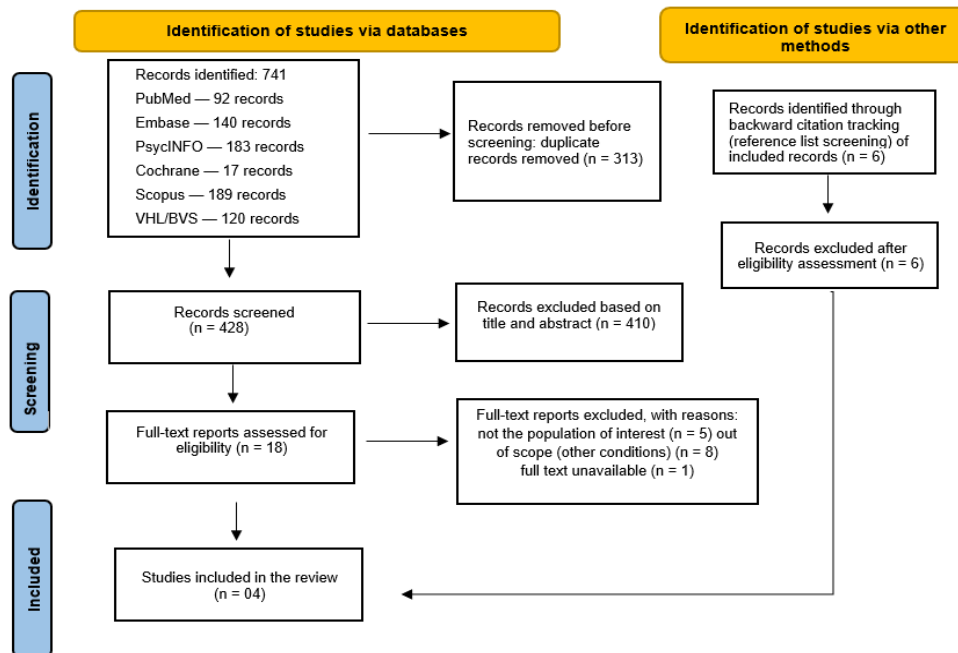 Identification of studies via databases
Identification of studies via other
methods
Identification
Records identified: 741
PubMed — 92 records
Embase — 140 records
PsycINFO — 183 records
Cochrane — 17 records
Scopus — 189 records
VHL/BVS — 120 records
Records removed before
screening: duplicate
records removed (n = 313)
Records identified through
backward citation tracking
(reference list screening) of
included records (n = 6)
Records excluded after
eligibility assessment (n = 6)
Screening
Records screened
(n = 428)
Records excluded based on
title and abstract (n = 410)
Full-text reports assessed for
eligibility (n = 18)
Full-text reports excluded, with reasons:
not the population of interest (n = 5) out
of scope (other conditions) (n = 8)
full text unavailable (n = 1)
Included
Studies included in the review
(n = 04)